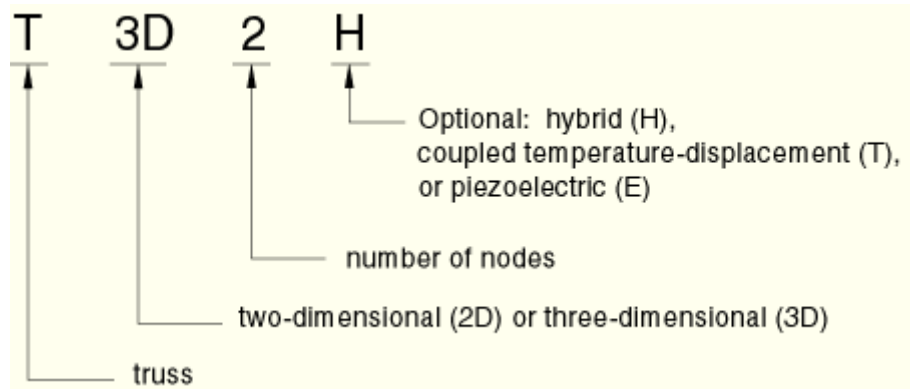 T 3D 2 H
Optional: hybrid (H),
coupled temperature-displacement (T),
or piezoelectric (E)
number of nodes
two-dimensional (2D) or three-dimensional (3D)
truss